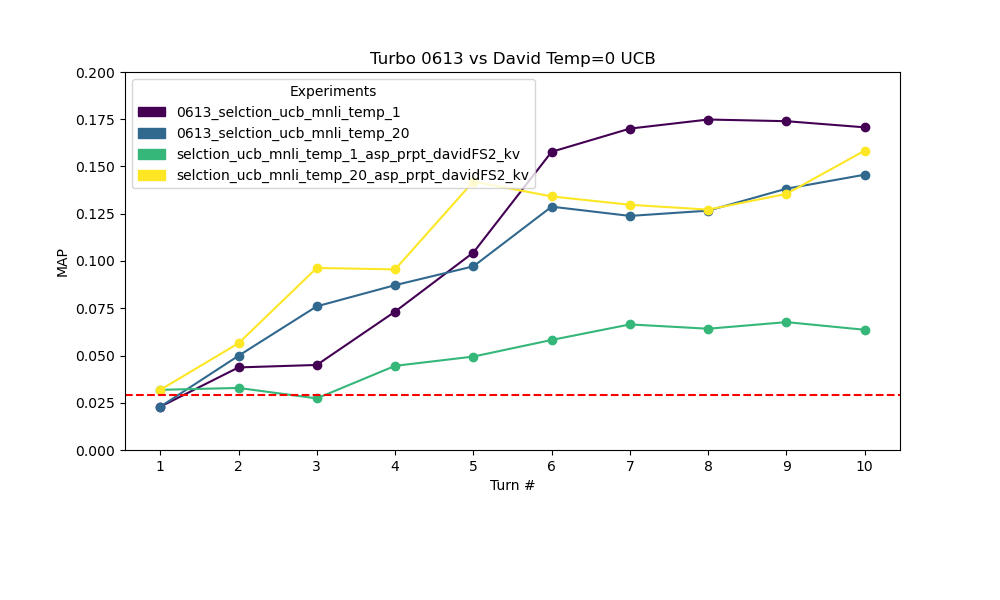 Turbo 0613 vs David Temp=0 UCB
Experiments
0613_selction_ucb_mnli_temp_1
0613_selction_ucb_mnli_temp_20
selction_ucb_mnli_temp_1_asp_prpt_davidFS2_kv
selction_ucb_mnli_temp_20_asp_prpt_davidFS2_kv
0.200
0.175
0.150
0.125
0.100
0.075
0.050
0.025
0.000
MAP
1 2 3 4 5 6 7 8 9 10
Turn #